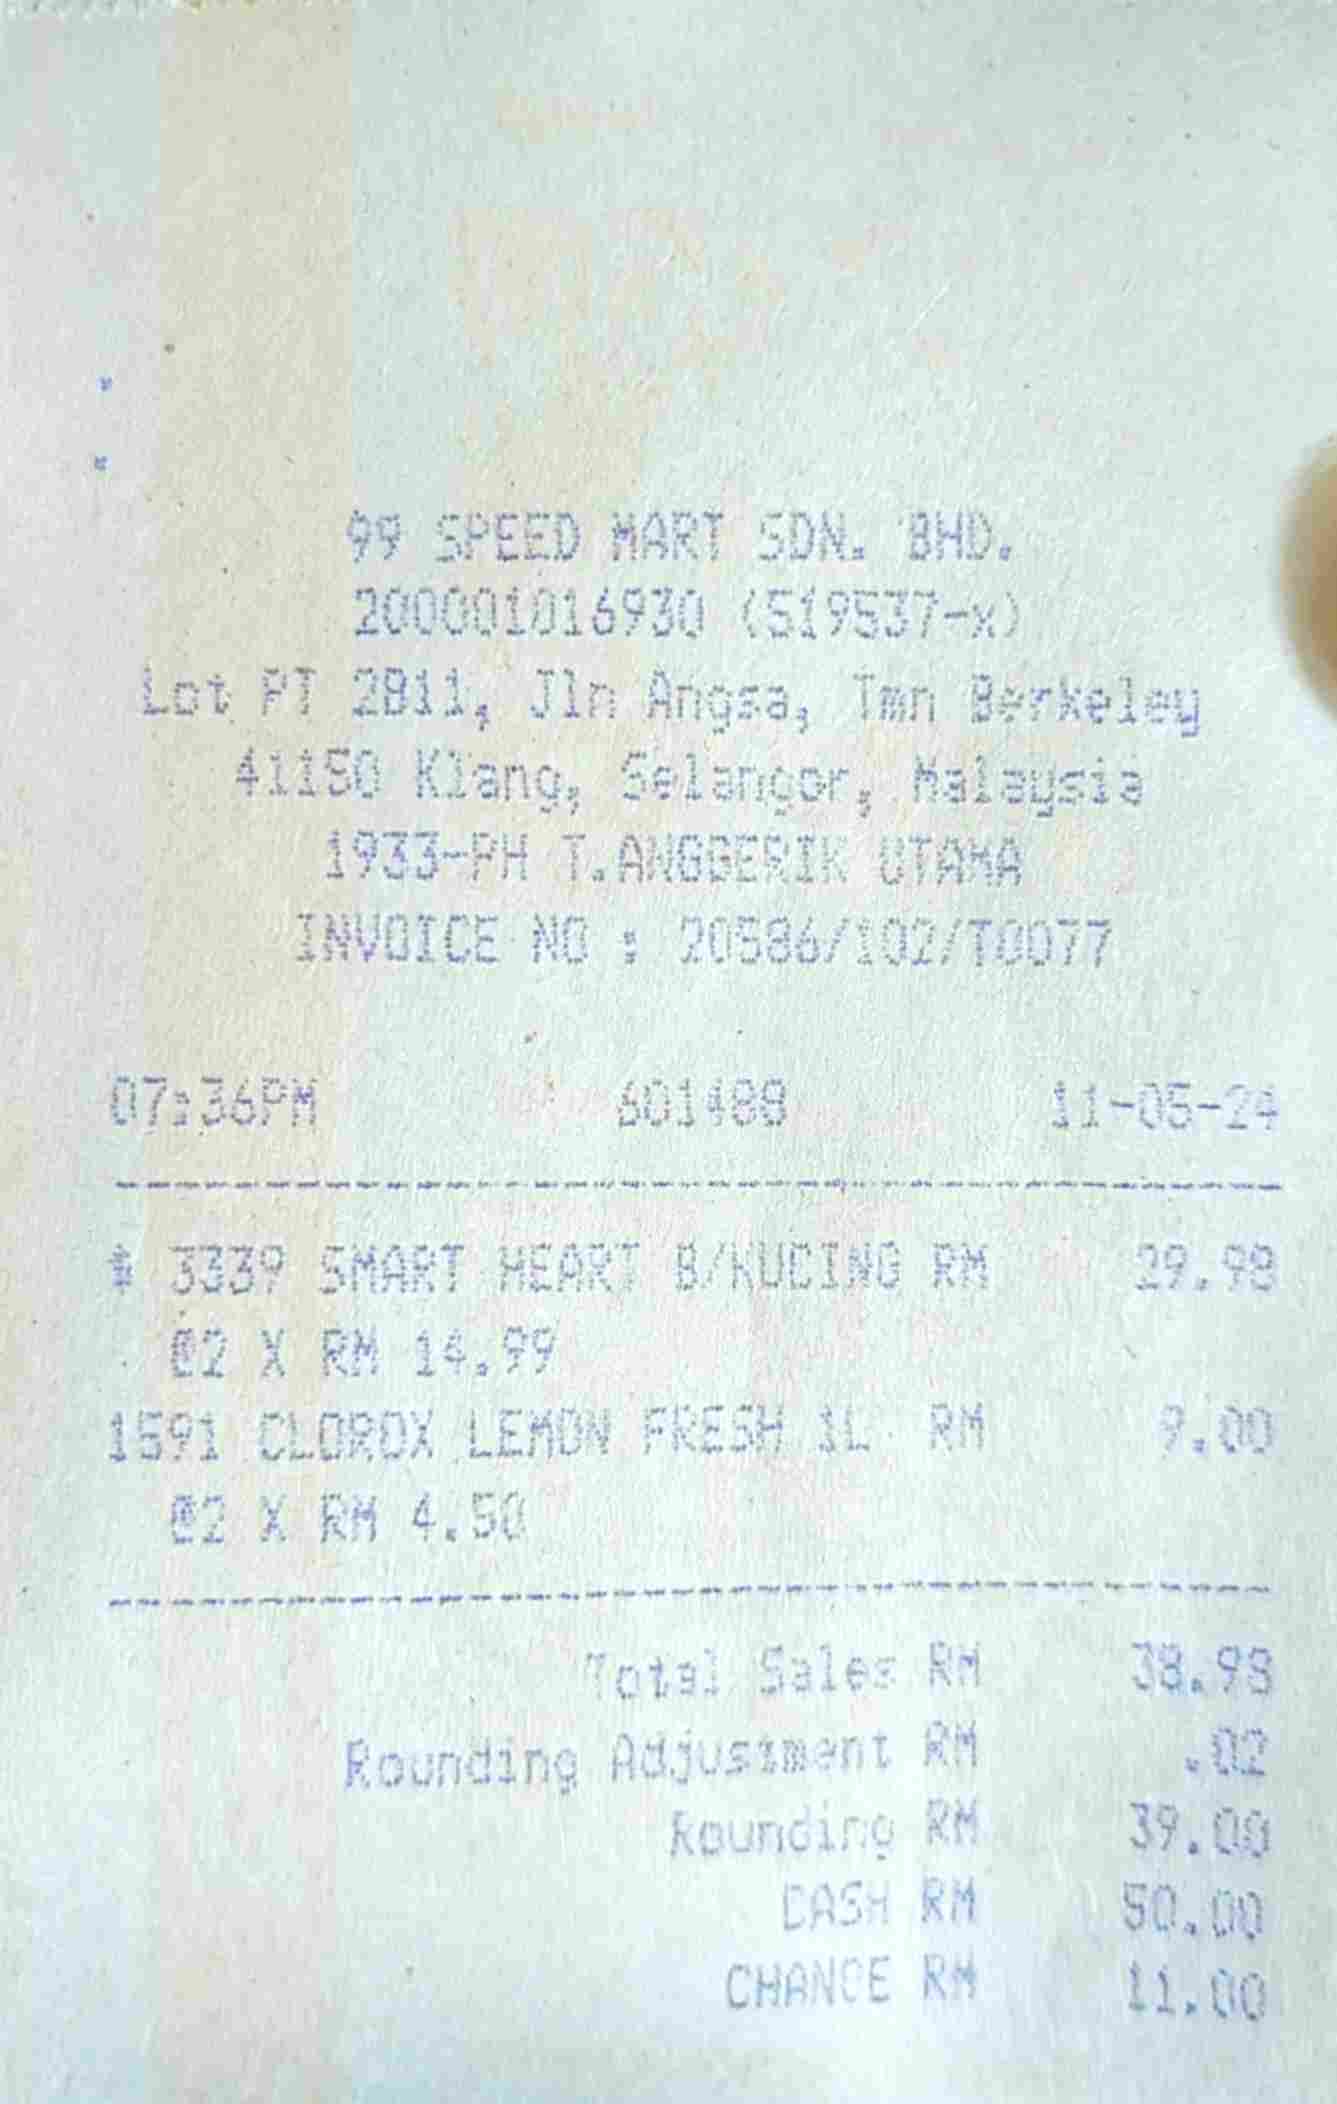 99 SPEED MART SDN. BHD.
200001016930 (519537-X)
Lot PT 2811, Jln Angsa, Tmn Berkeley
41150 Klang, Selangor, Malaysia
1933-PH T.ANGGERIK UTAMA
INVOICE NO : 20586/102/T0077
07:36PM 601488 11-05-24
* 3339 SMART HEART B/KUCING RM 29.98
@2 X RM 14.99
1591 CLOROX LEMON FRESH 1L RM 9.00
@2 X RM 4.50
Total Sales RM 38.98
Rounding Adjustment RM .02
Rounding RM 39.00
CASH RM 50.00
CHANGE RM 11.00